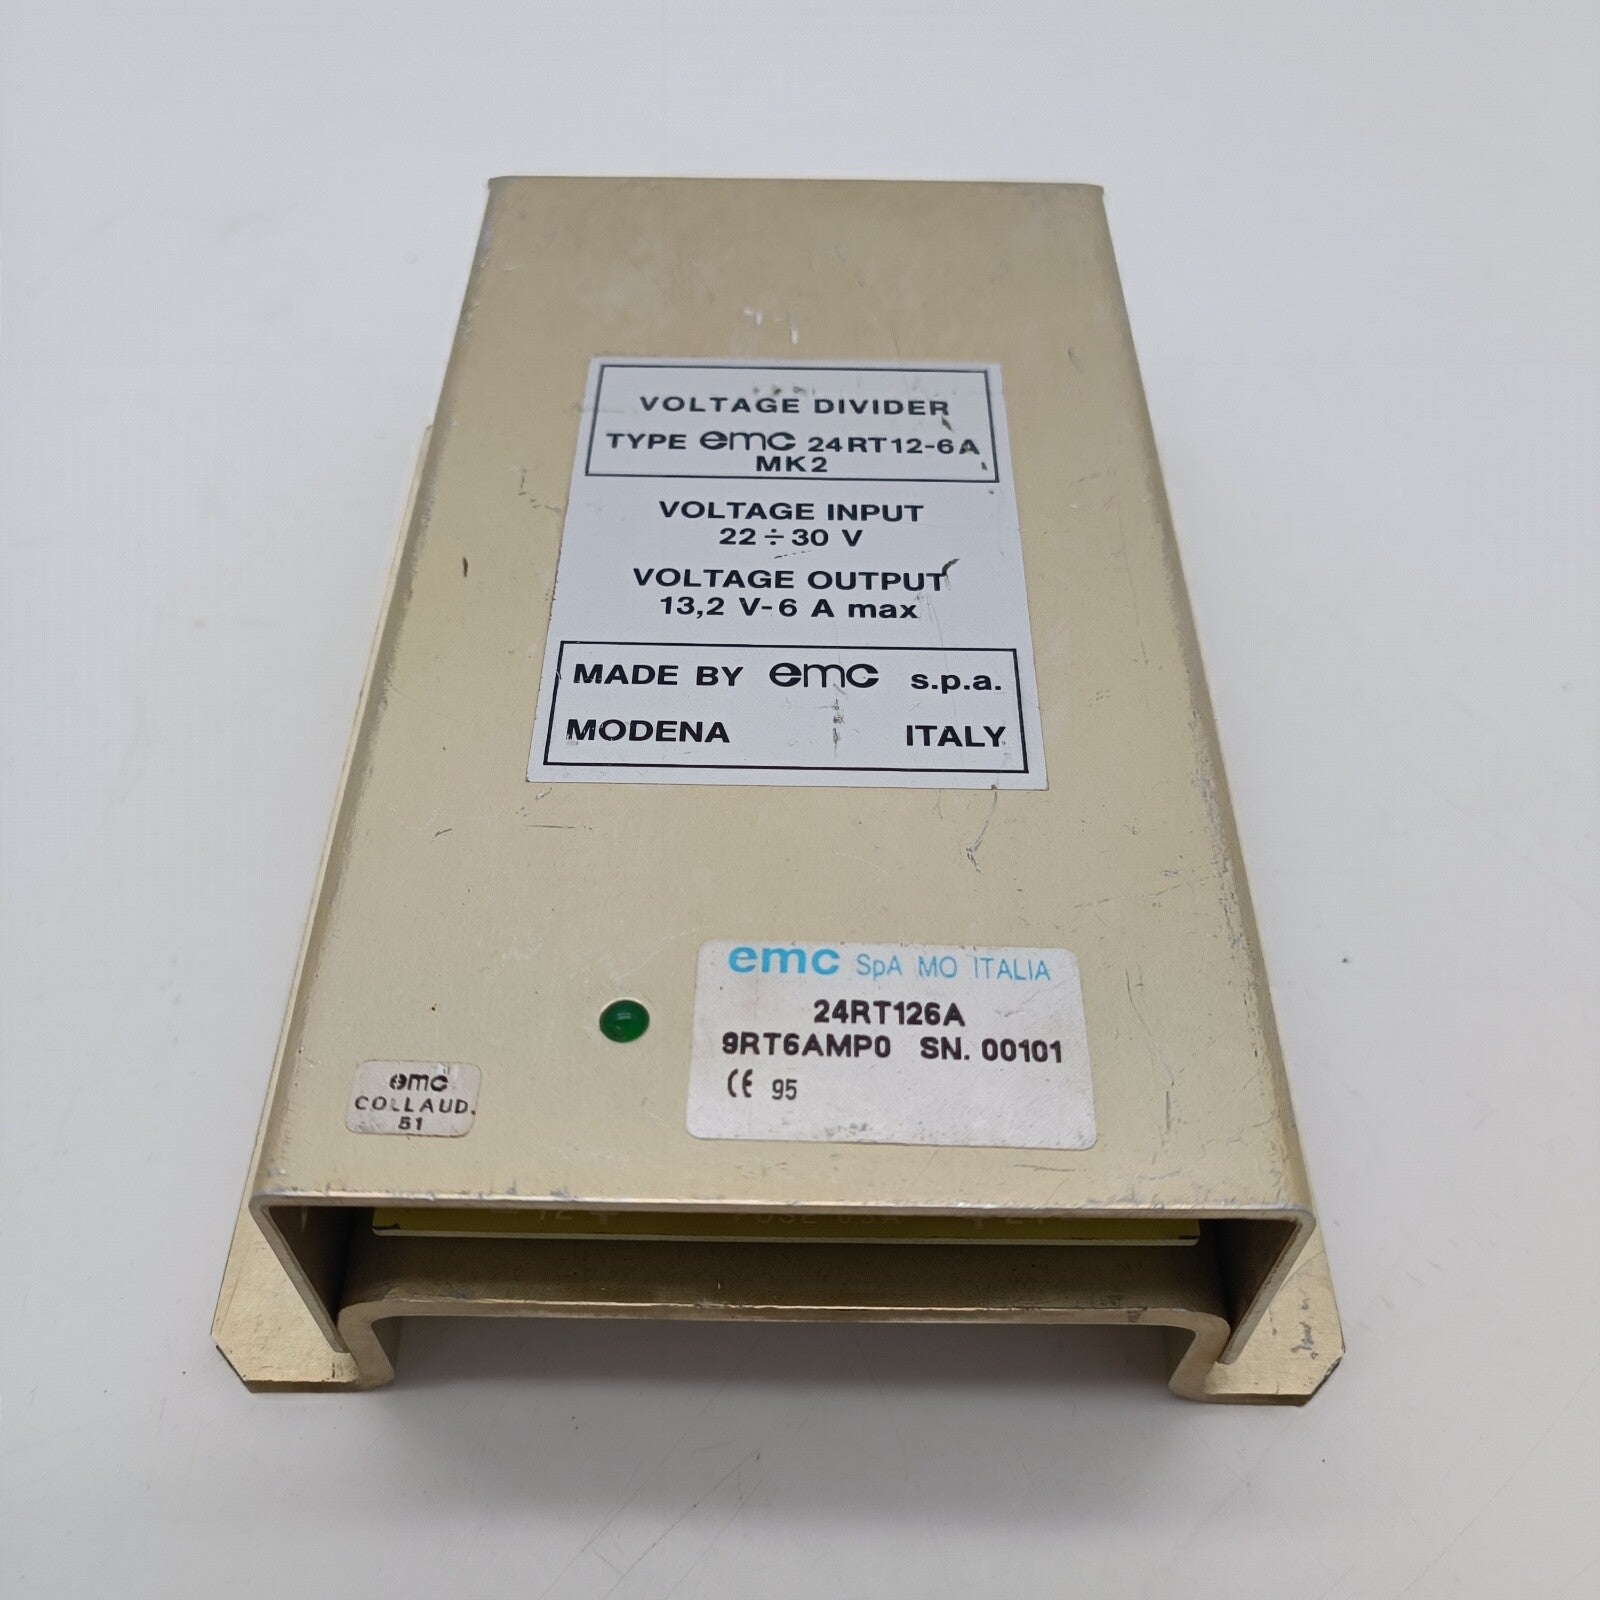 VOLTAGE DIVIDER
TYPE emc 24RT12-6A
MK2
VOLTAGE INPUT
22÷30 V
VOLTAGE OUTPUT
13,2 V-6 A max
MADE BY emc s.p.a.
MODENA ITALY
emc SpA MO ITALIA
24RT126A
9RT6AMP0 SN. 00101
CE 95
emc
COLLAUD.
51